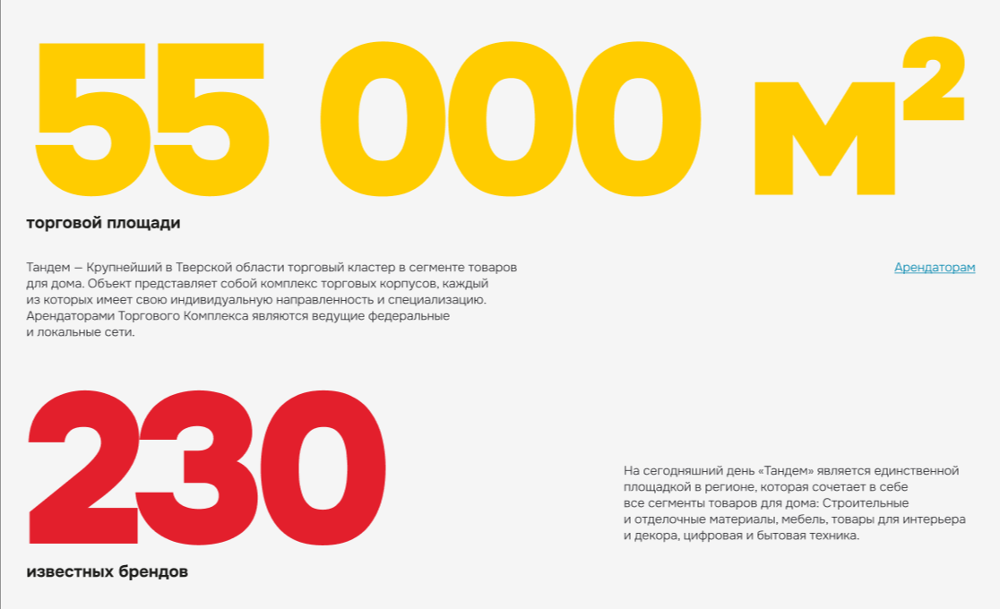 55 000 м²
торговой площади
Тандем — Крупнейший в Тверской области торговый кластер в сегменте товаров
для дома. Объект представляет собой комплекс торговых корпусов, каждый
из которых имеет свою индивидуальную направленность и специализацию.
Арендаторами Торгового Комплекса являются ведущие федеральные
и локальные сети.
Арендаторам
230
известных брендов
На сегодняшний день «Тандем» является единственной
площадкой в регионе, которая сочетает в себе
все сегменты товаров для дома: Строительные
и отделочные материалы, мебель, товары для интерьера
и декора, цифровая и бытовая техника.